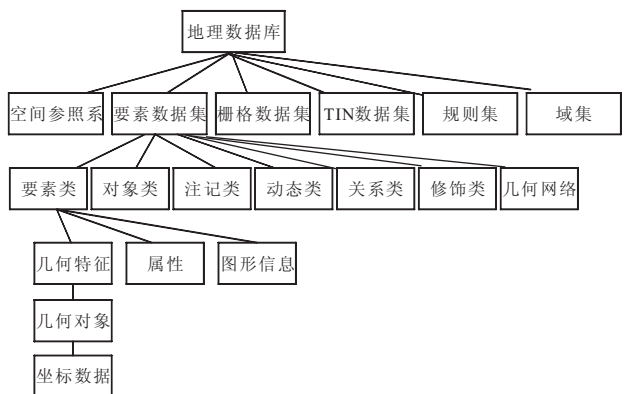 地理数据库
空间参照系 要素数据集 栅格数据集 TIN数据集 规则集 域集
要素类 对象类 注记类 动态类 关系类 修饰类 几何网络
几何特征 属性 图形信息
几何对象
坐标数据